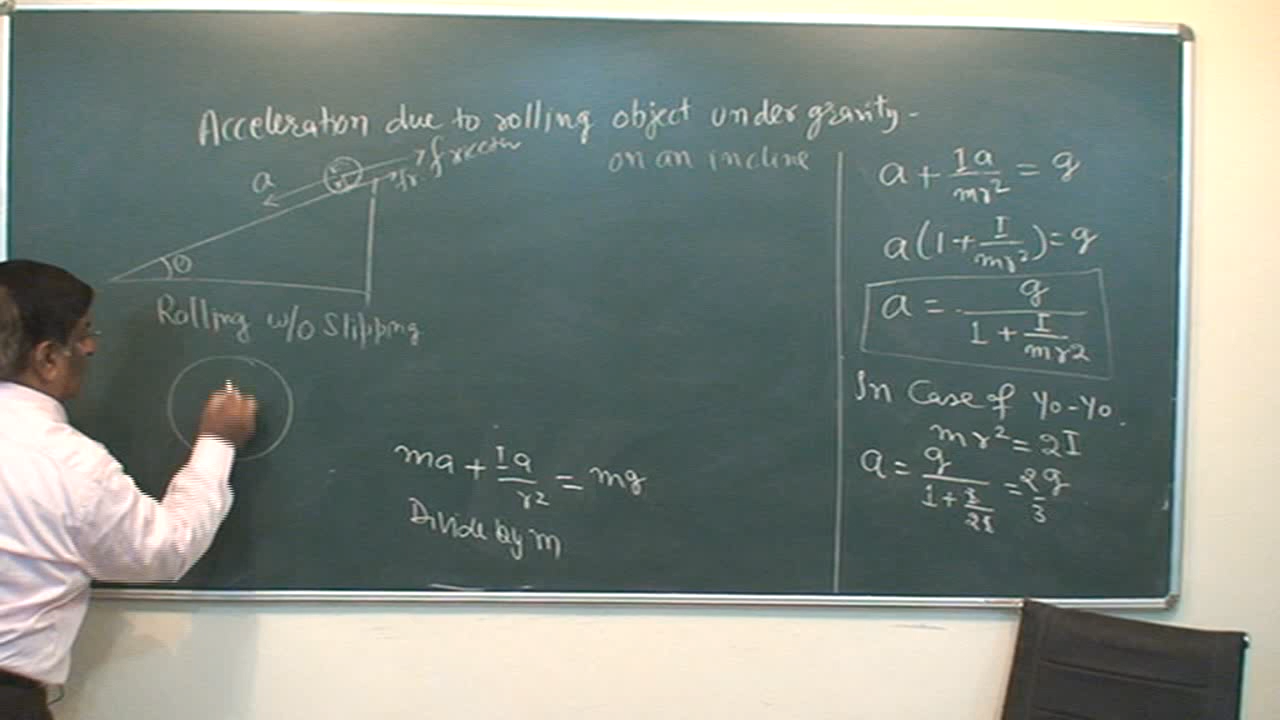 Acceleration due to rolling object under gravity -
on an incline
a
fr
θ
Rolling w/o Slipping
ma + Ia/r2 = mg
Divide by m
a + Ia/mr² = g
a(1 + I/mr²) = g
a = g/1 + I/mr2
In Case of Yo-Yo.
mr² = 2I
a = g/1 + I/2I = 2g/3